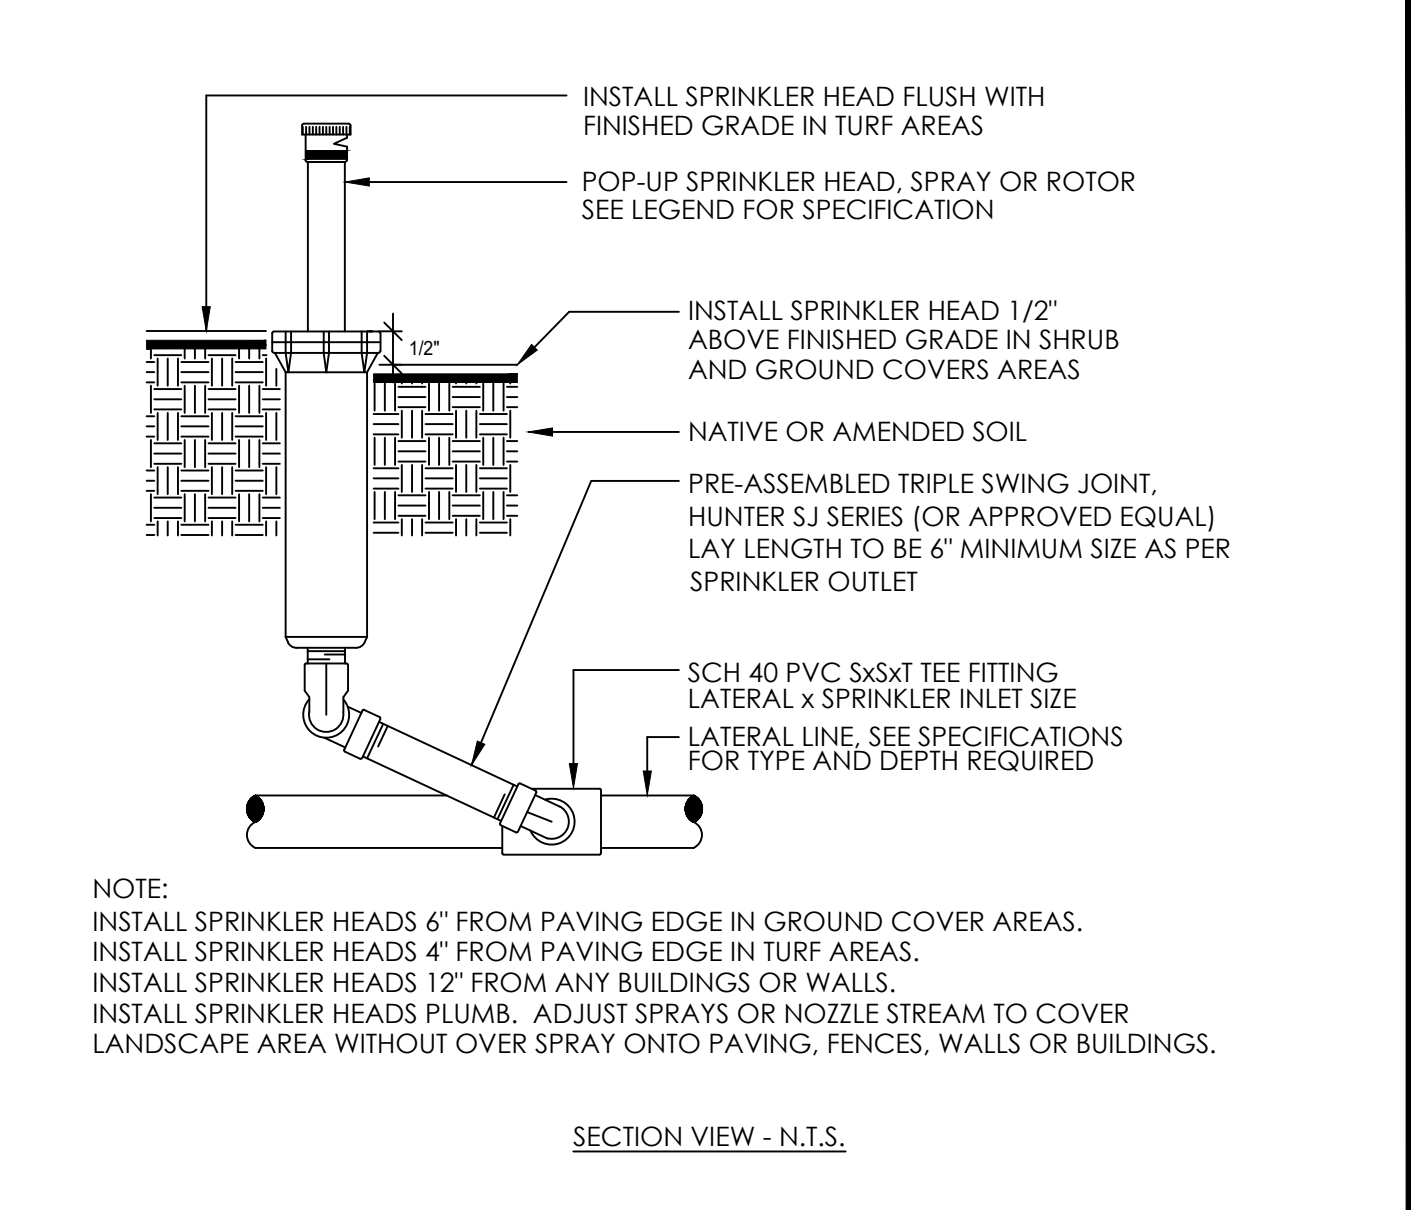 INSTALL SPRINKLER HEAD FLUSH WITH
FINISHED GRADE IN TURF AREAS
POP-UP SPRINKLER HEAD, SPRAY OR ROTOR
SEE LEGEND FOR SPECIFICATION
INSTALL SPRINKLER HEAD 1/2"
ABOVE FINISHED GRADE IN SHRUB
AND GROUND COVERS AREAS
1/2"
NATIVE OR AMENDED SOIL
PRE-ASSEMBLED TRIPLE SWING JOINT,
HUNTER SJ SERIES (OR APPROVED EQUAL)
LAY LENGTH TO BE 6" MINIMUM SIZE AS PER
SPRINKLER OUTLET
SCH 40 PVC SxSxT TEE FITTING
LATERAL x SPRINKLER INLET SIZE
LATERAL LINE, SEE SPECIFICATIONS
FOR TYPE AND DEPTH REQUIRED
NOTE:
INSTALL SPRINKLER HEADS 6" FROM PAVING EDGE IN GROUND COVER AREAS.
INSTALL SPRINKLER HEADS 4" FROM PAVING EDGE IN TURF AREAS.
INSTALL SPRINKLER HEADS 12" FROM ANY BUILDINGS OR WALLS.
INSTALL SPRINKLER HEADS PLUMB.  ADJUST SPRAYS OR NOZZLE STREAM TO COVER
LANDSCAPE AREA WITHOUT OVER SPRAY ONTO PAVING, FENCES, WALLS OR BUILDINGS.
SECTION VIEW - N.T.S.